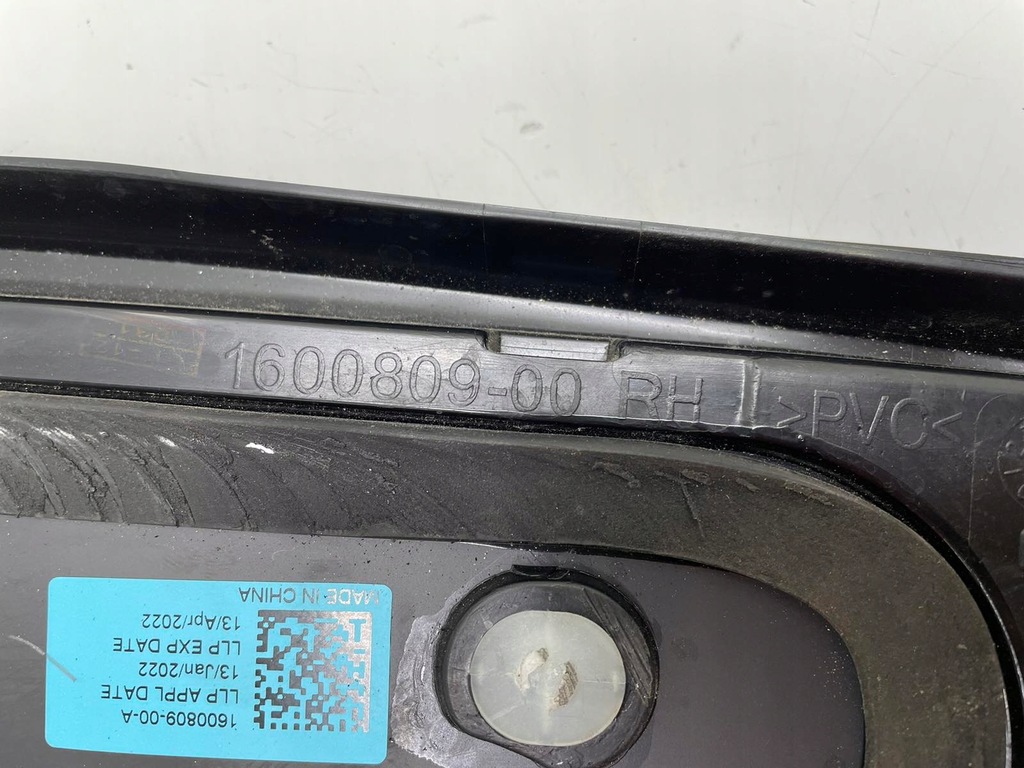 1600809-00 RH >PVC<
1600809-00-A
LLP APPL DATE
13/Jan/2022
LLP EXP DATE
13/Apr/2022
MADE IN CHINA